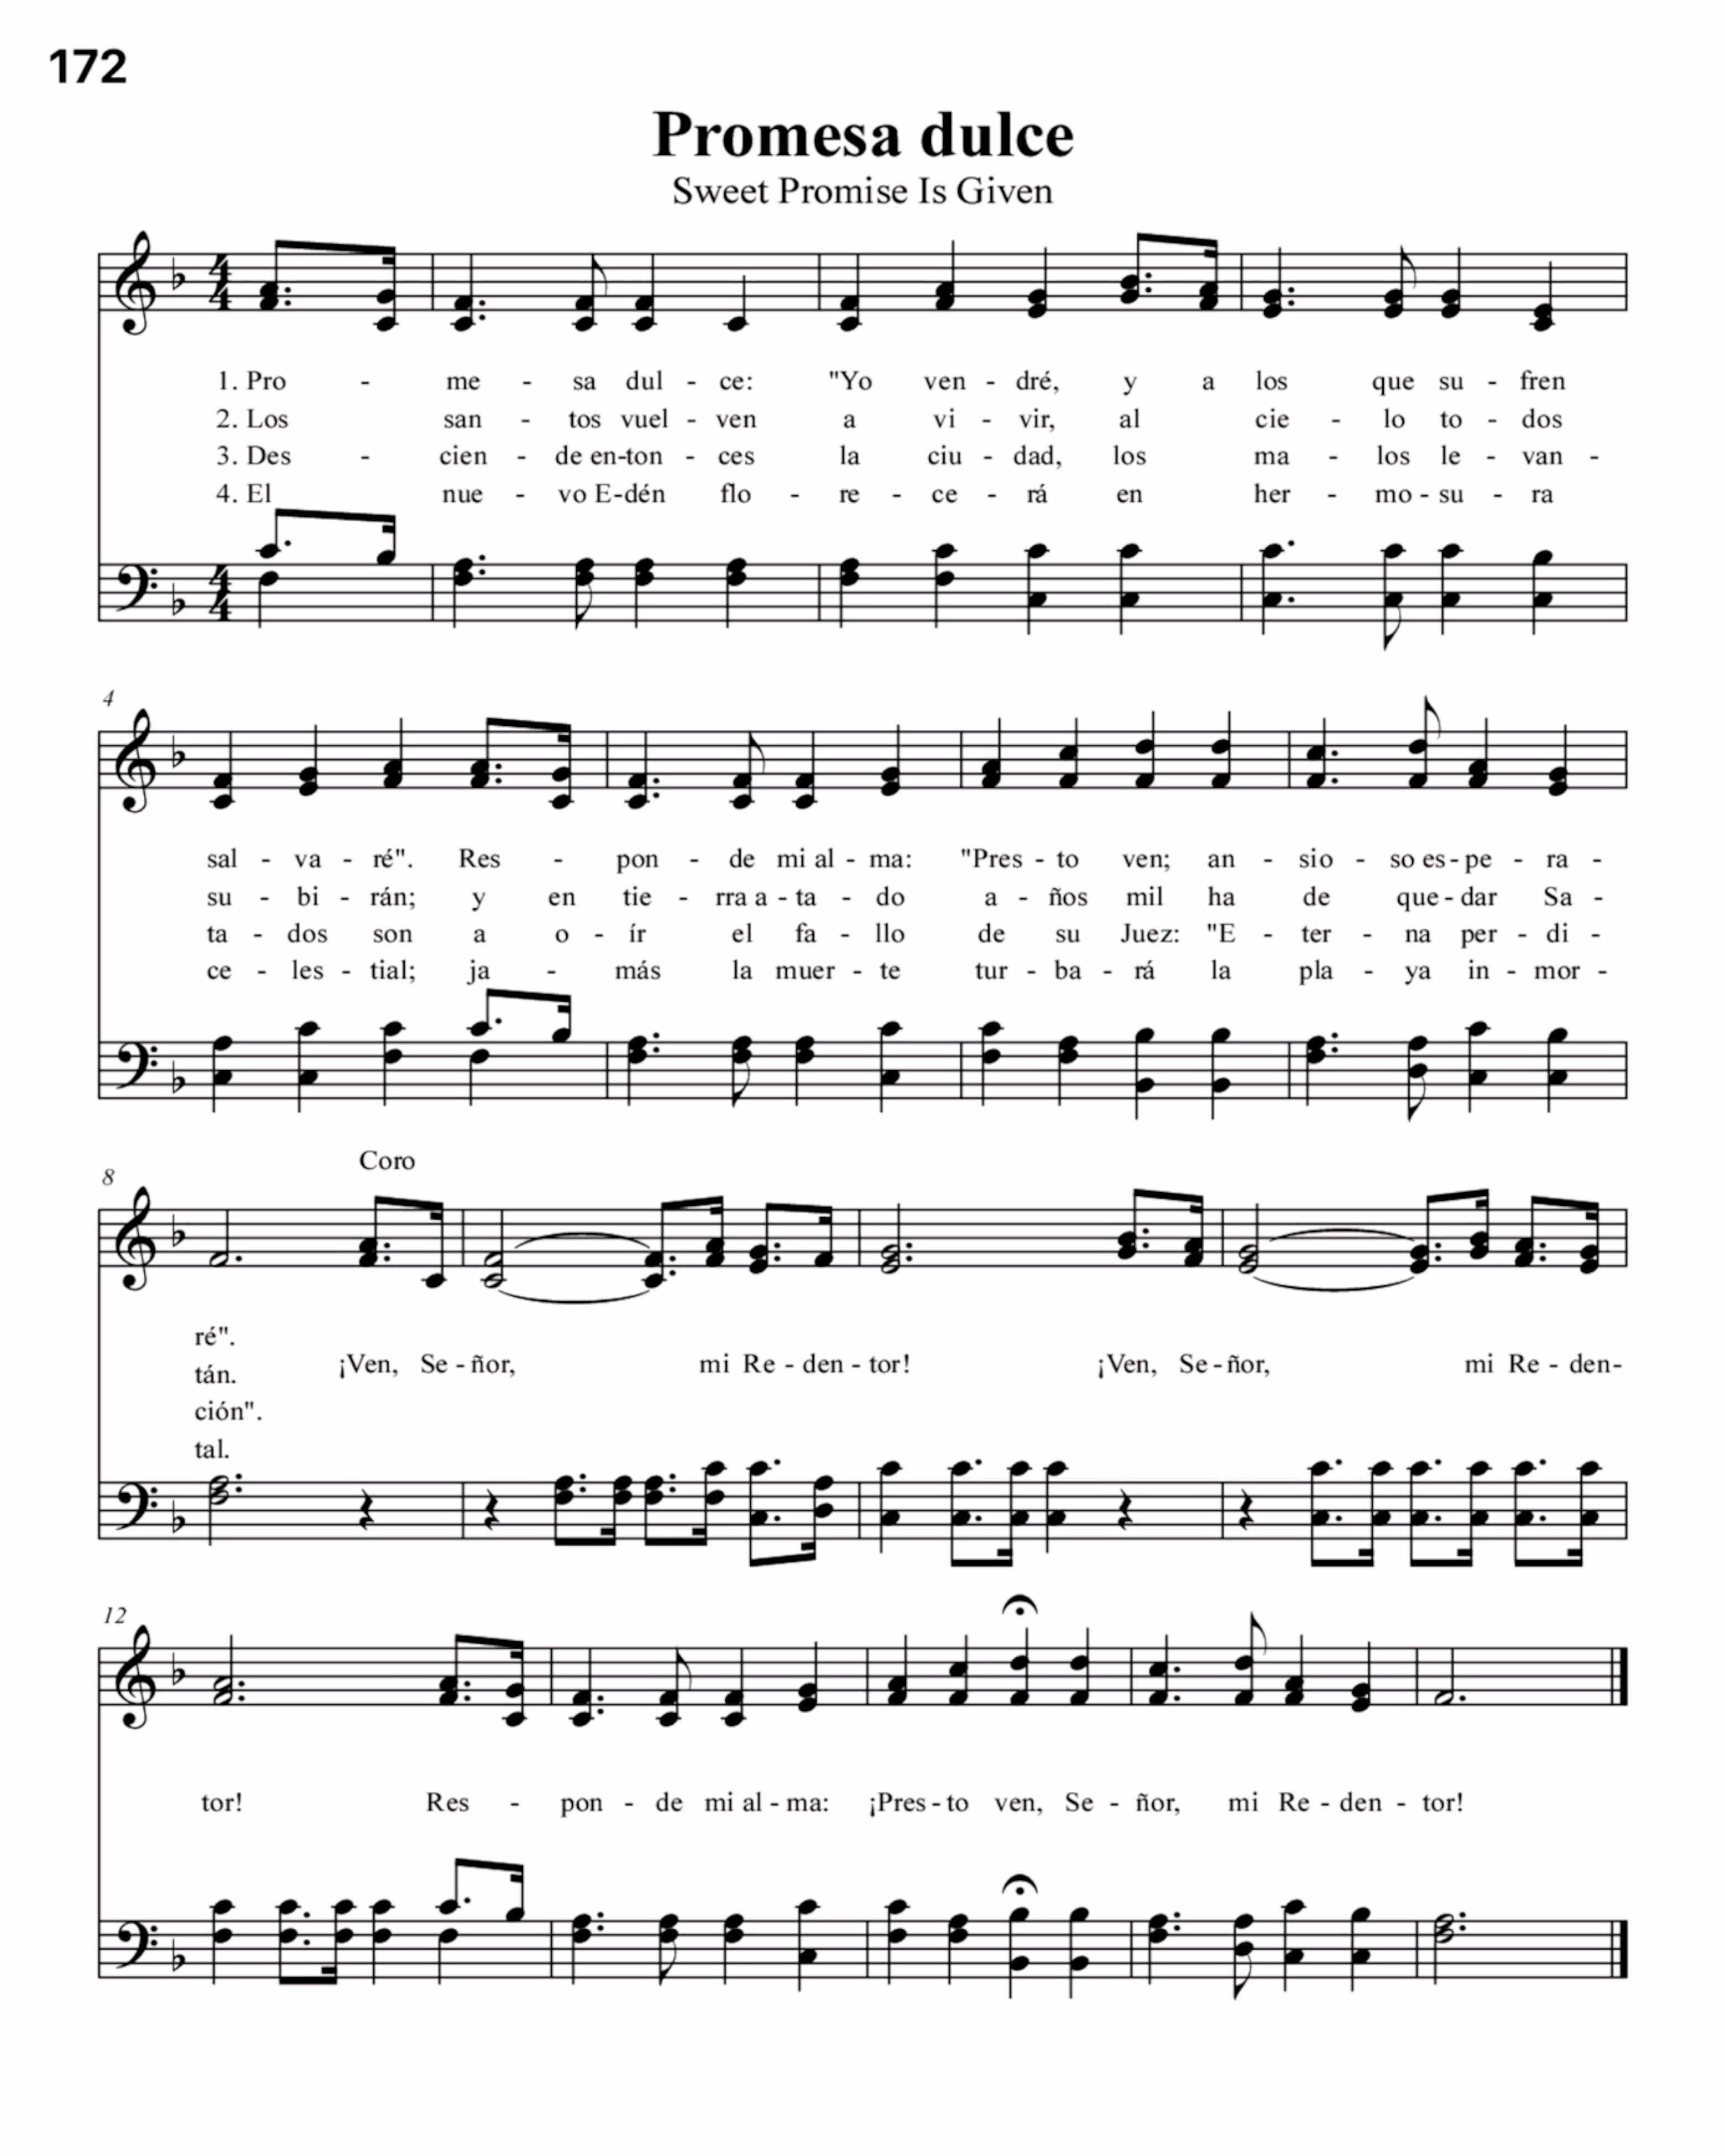 172
Promesa dulce
Sweet Promise Is Given
1. Pro - me - sa dul - ce: "Yo ven - dré, y a los que su - fren
2. Los san - tos vuel - ven a vi - vir, al cie - lo to - dos
3. Des - cien - de en-ton - ces la ciu - dad, los ma - los le - van -
4. El nue - vo E-dén flo - re - ce - rá en her - mo - su - ra
4
sal - va - ré". Res - pon - de mi al - ma: "Pres - to ven; an - sio - so es - pe - ra -
su - bi - rán; y en tie - rra a - ta - do a - ños mil ha de que - dar Sa -
ta - dos son a o - ír el fa - llo de su Juez: "E - ter - na per - di -
ce - les - tial; ja - más la muer - te tur - ba - rá la pla - ya in - mor -
8
Coro
ré".
tán.
ción".
tal.
¡Ven, Se - ñor, mi Re - den - tor! ¡Ven, Se - ñor, mi Re - den-
12
tor! Res - pon - de mi al - ma: ¡Pres - to ven, Se - ñor, mi Re - den - tor!